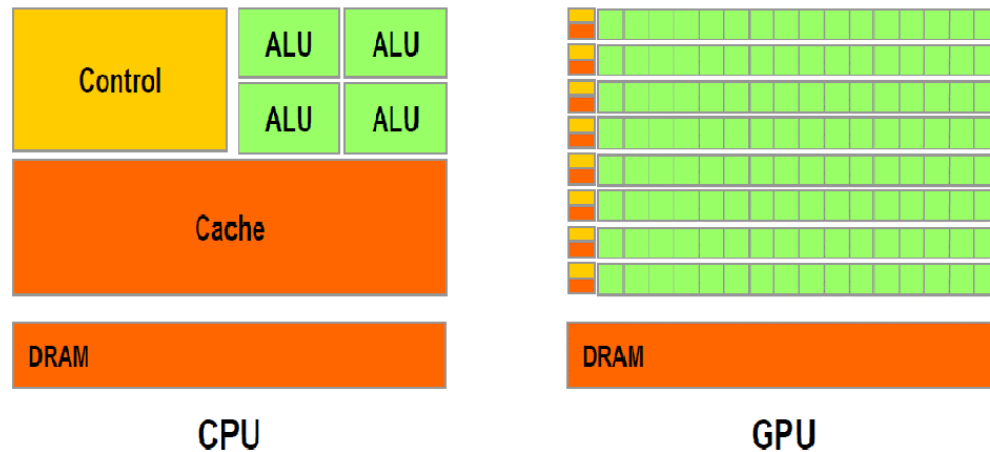 Control
ALU ALU
ALU ALU
Cache
DRAM
CPU
DRAM
GPU